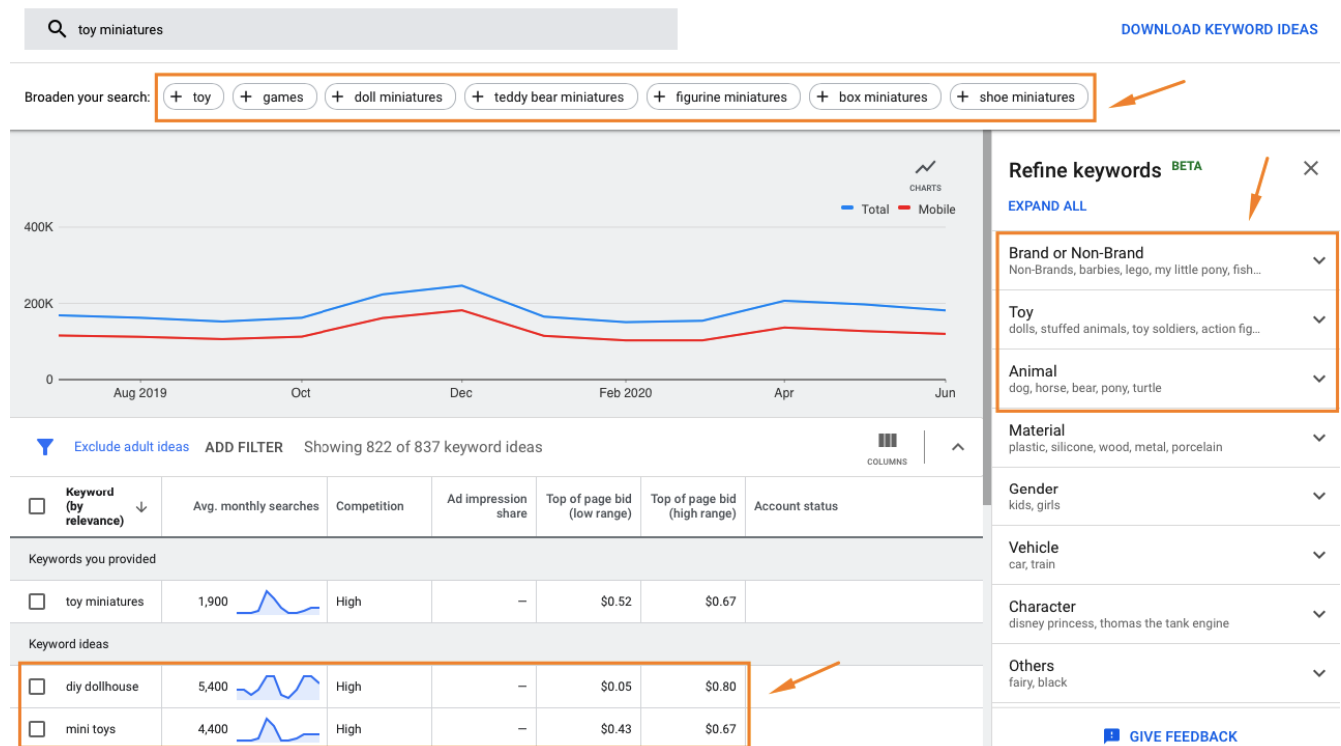 toy miniatures
DOWNLOAD KEYWORD IDEAS
Broaden your search: + toy + games + doll miniatures + teddy bear miniatures + figurine miniatures + box miniatures + shoe miniatures
CHARTS
Total Mobile
400K
200K
0
Aug 2019 Oct Dec Feb 2020 Apr Jun
Exclude adult ideas ADD FILTER Showing 822 of 837 keyword ideas
COLUMNS
Keyword (by relevance) Avg. monthly searches Competition Ad impression share Top of page bid (low range) Top of page bid (high range) Account status
Keywords you provided
toy miniatures 1,900 High – $0.52 $0.67
Keyword ideas
diy dollhouse 5,400 High – $0.05 $0.80
mini toys 4,400 High – $0.43 $0.67
Refine keywords BETA
EXPAND ALL
Brand or Non-Brand
Non-Brands, barbies, lego, my little pony, fish...
Toy
dolls, stuffed animals, toy soldiers, action fig...
Animal
dog, horse, bear, pony, turtle
Material
plastic, silicone, wood, metal, porcelain
Gender
kids, girls
Vehicle
car, train
Character
disney princess, thomas the tank engine
Others
fairy, black
GIVE FEEDBACK